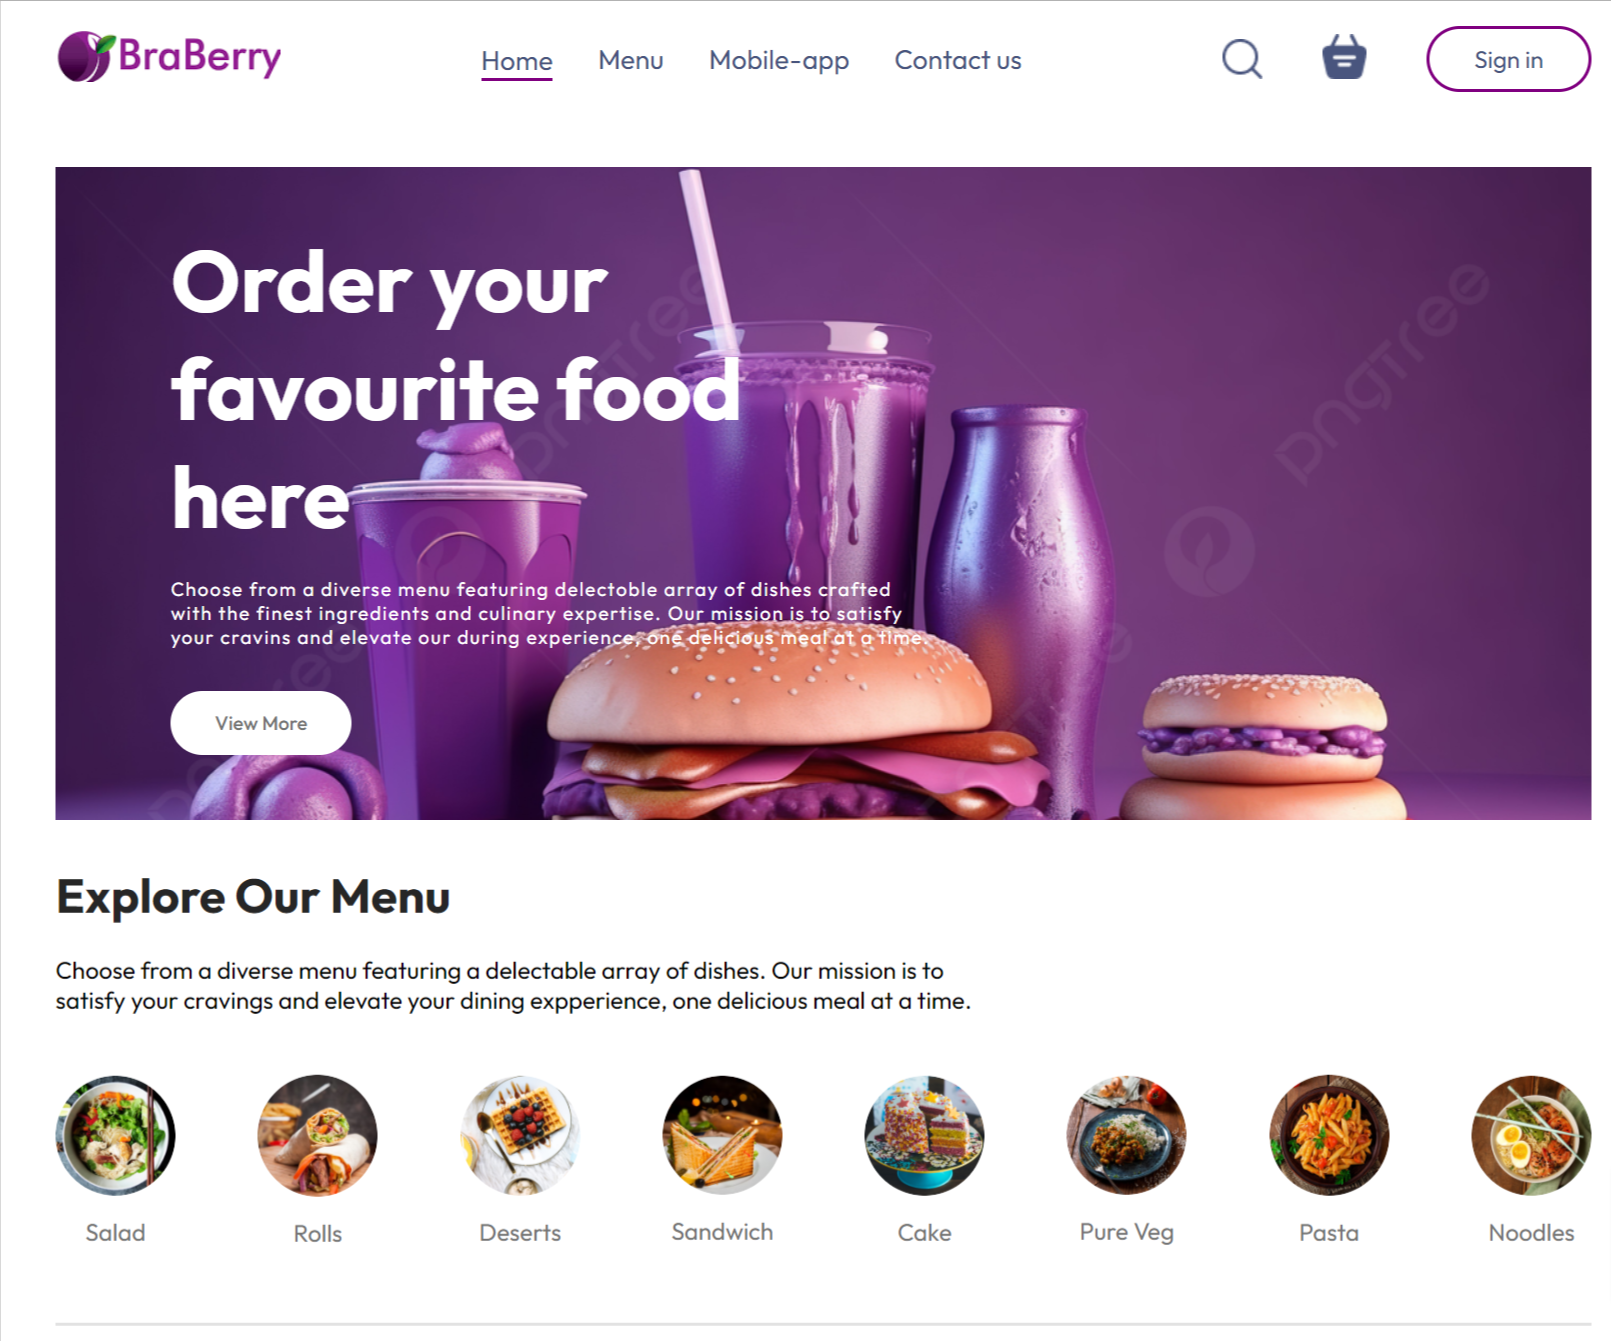 BraBerry
Home
Menu
Mobile-app
Contact us
Sign in
Order your
favourite food
here
Choose from a diverse menu featuring delectoble array of dishes crafted
with the finest ingredients and culinary expertise. Our mission is to satisfy
your cravins and elevate our during experience, one delicious meal at a time.
View More
pngtree
pngtree
Explore Our Menu
Choose from a diverse menu featuring a delectable array of dishes. Our mission is to
satisfy your cravings and elevate your dining expperience, one delicious meal at a time.
Salad
Rolls
Deserts
Sandwich
Cake
Pure Veg
Pasta
Noodles